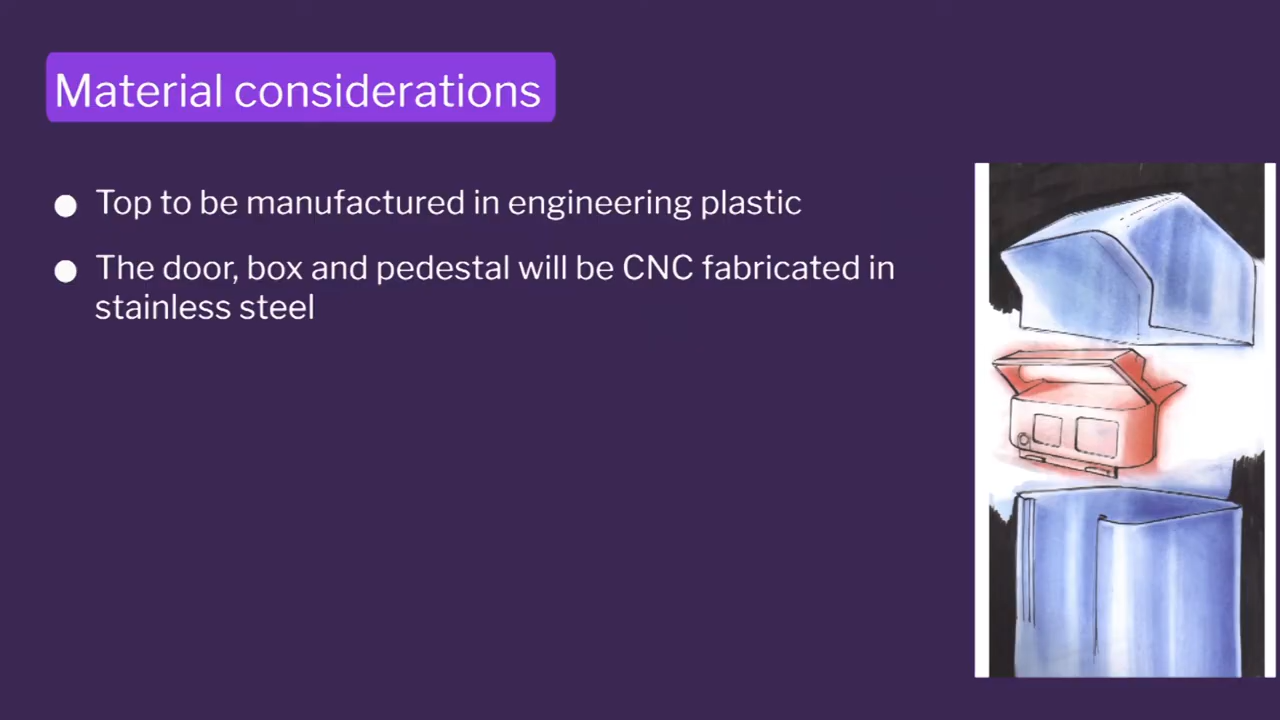 Material considerations
Top to be manufactured in engineering plastic
The door, box and pedestal will be CNC fabricated in
stainless steel